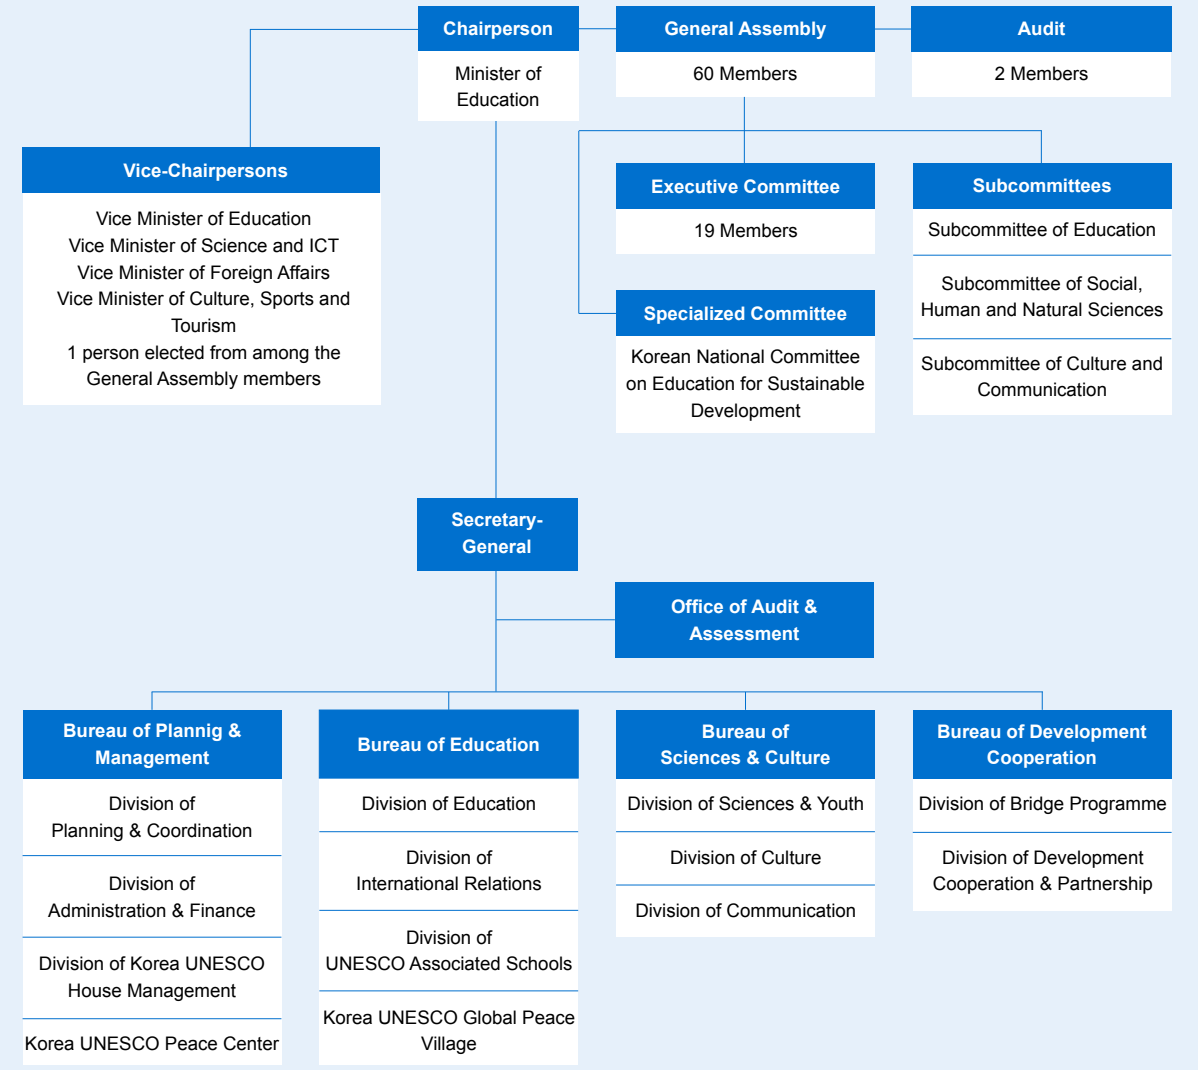 Chairperson
Minister of
Education
General Assembly
60 Members
Audit
2 Members
Vice-Chairpersons
Vice Minister of Education
Vice Minister of Science and ICT
Vice Minister of Foreign Affairs
Vice Minister of Culture, Sports and
Tourism
1 person elected from among the
General Assembly members
Executive Committee
19 Members
Specialized Committee
Korean National Committee
on Education for Sustainable
Development
Subcommittees
Subcommittee of Education
Subcommittee of Social,
Human and Natural Sciences
Subcommittee of Culture and
Communication
Secretary-
General
Office of Audit &
Assessment
Bureau of Plannig &
Management
Division of
Planning & Coordination
Division of
Administration & Finance
Division of Korea UNESCO
House Management
Korea UNESCO Peace Center
Bureau of Education
Division of Education
Division of
International Relations
Division of
UNESCO Associated Schools
Korea UNESCO Global Peace
Village
Bureau of
Sciences & Culture
Division of Sciences & Youth
Division of Culture
Division of Communication
Bureau of Development
Cooperation
Division of Bridge Programme
Division of Development
Cooperation & Partnership